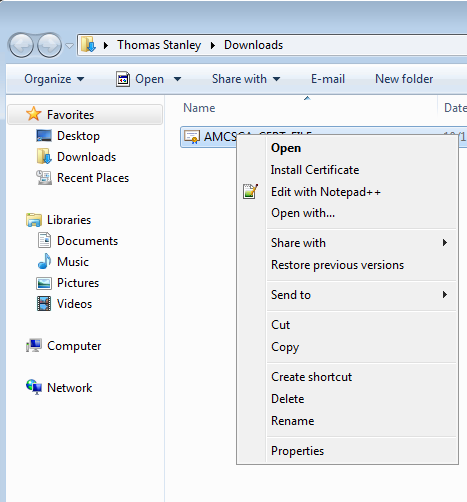 Thomas Stanley Downloads
Organize Open Share with E-mail New folder
Favorites
Desktop
Downloads
Recent Places
Libraries
Documents
Music
Pictures
Videos
Computer
Network
Name Date
AMCSCA_CERT_FILE
Open
Install Certificate
Edit with Notepad++
Open with...
Share with
Restore previous versions
Send to
Cut
Copy
Create shortcut
Delete
Rename
Properties